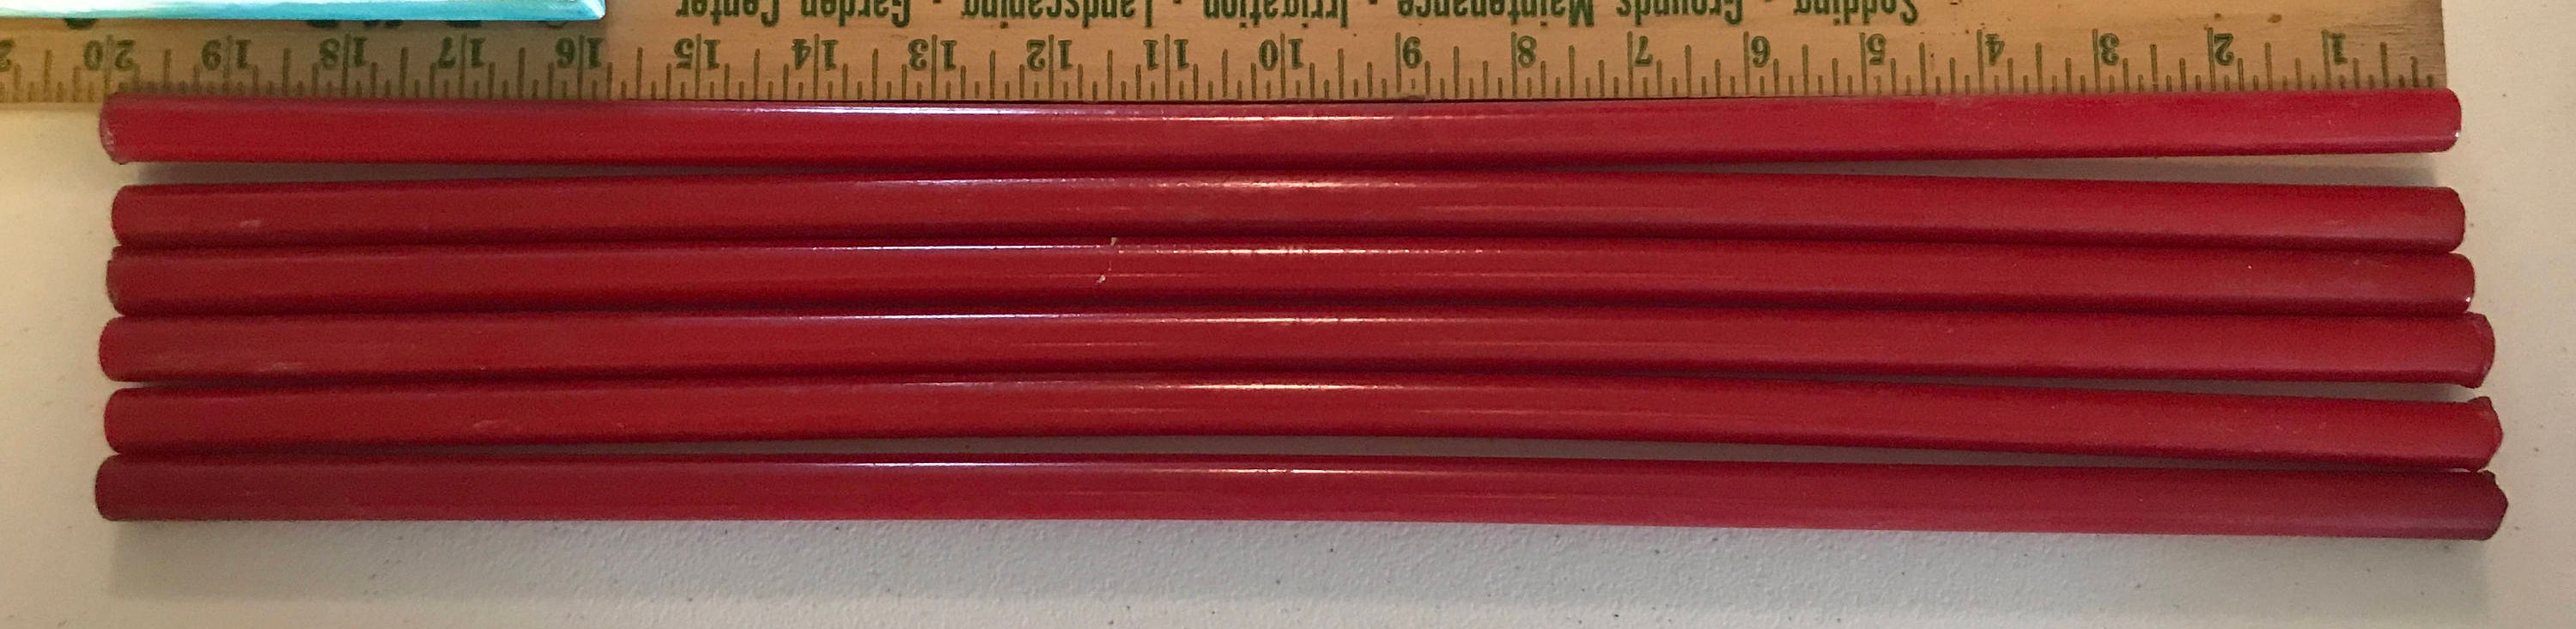 Sodding · Grounds Maintenance · Irrigation · Landscaping · Garden Center
1 2 3 4 5 6 7 8 9 10 11 12 13 14 15 16 17 18 19 20